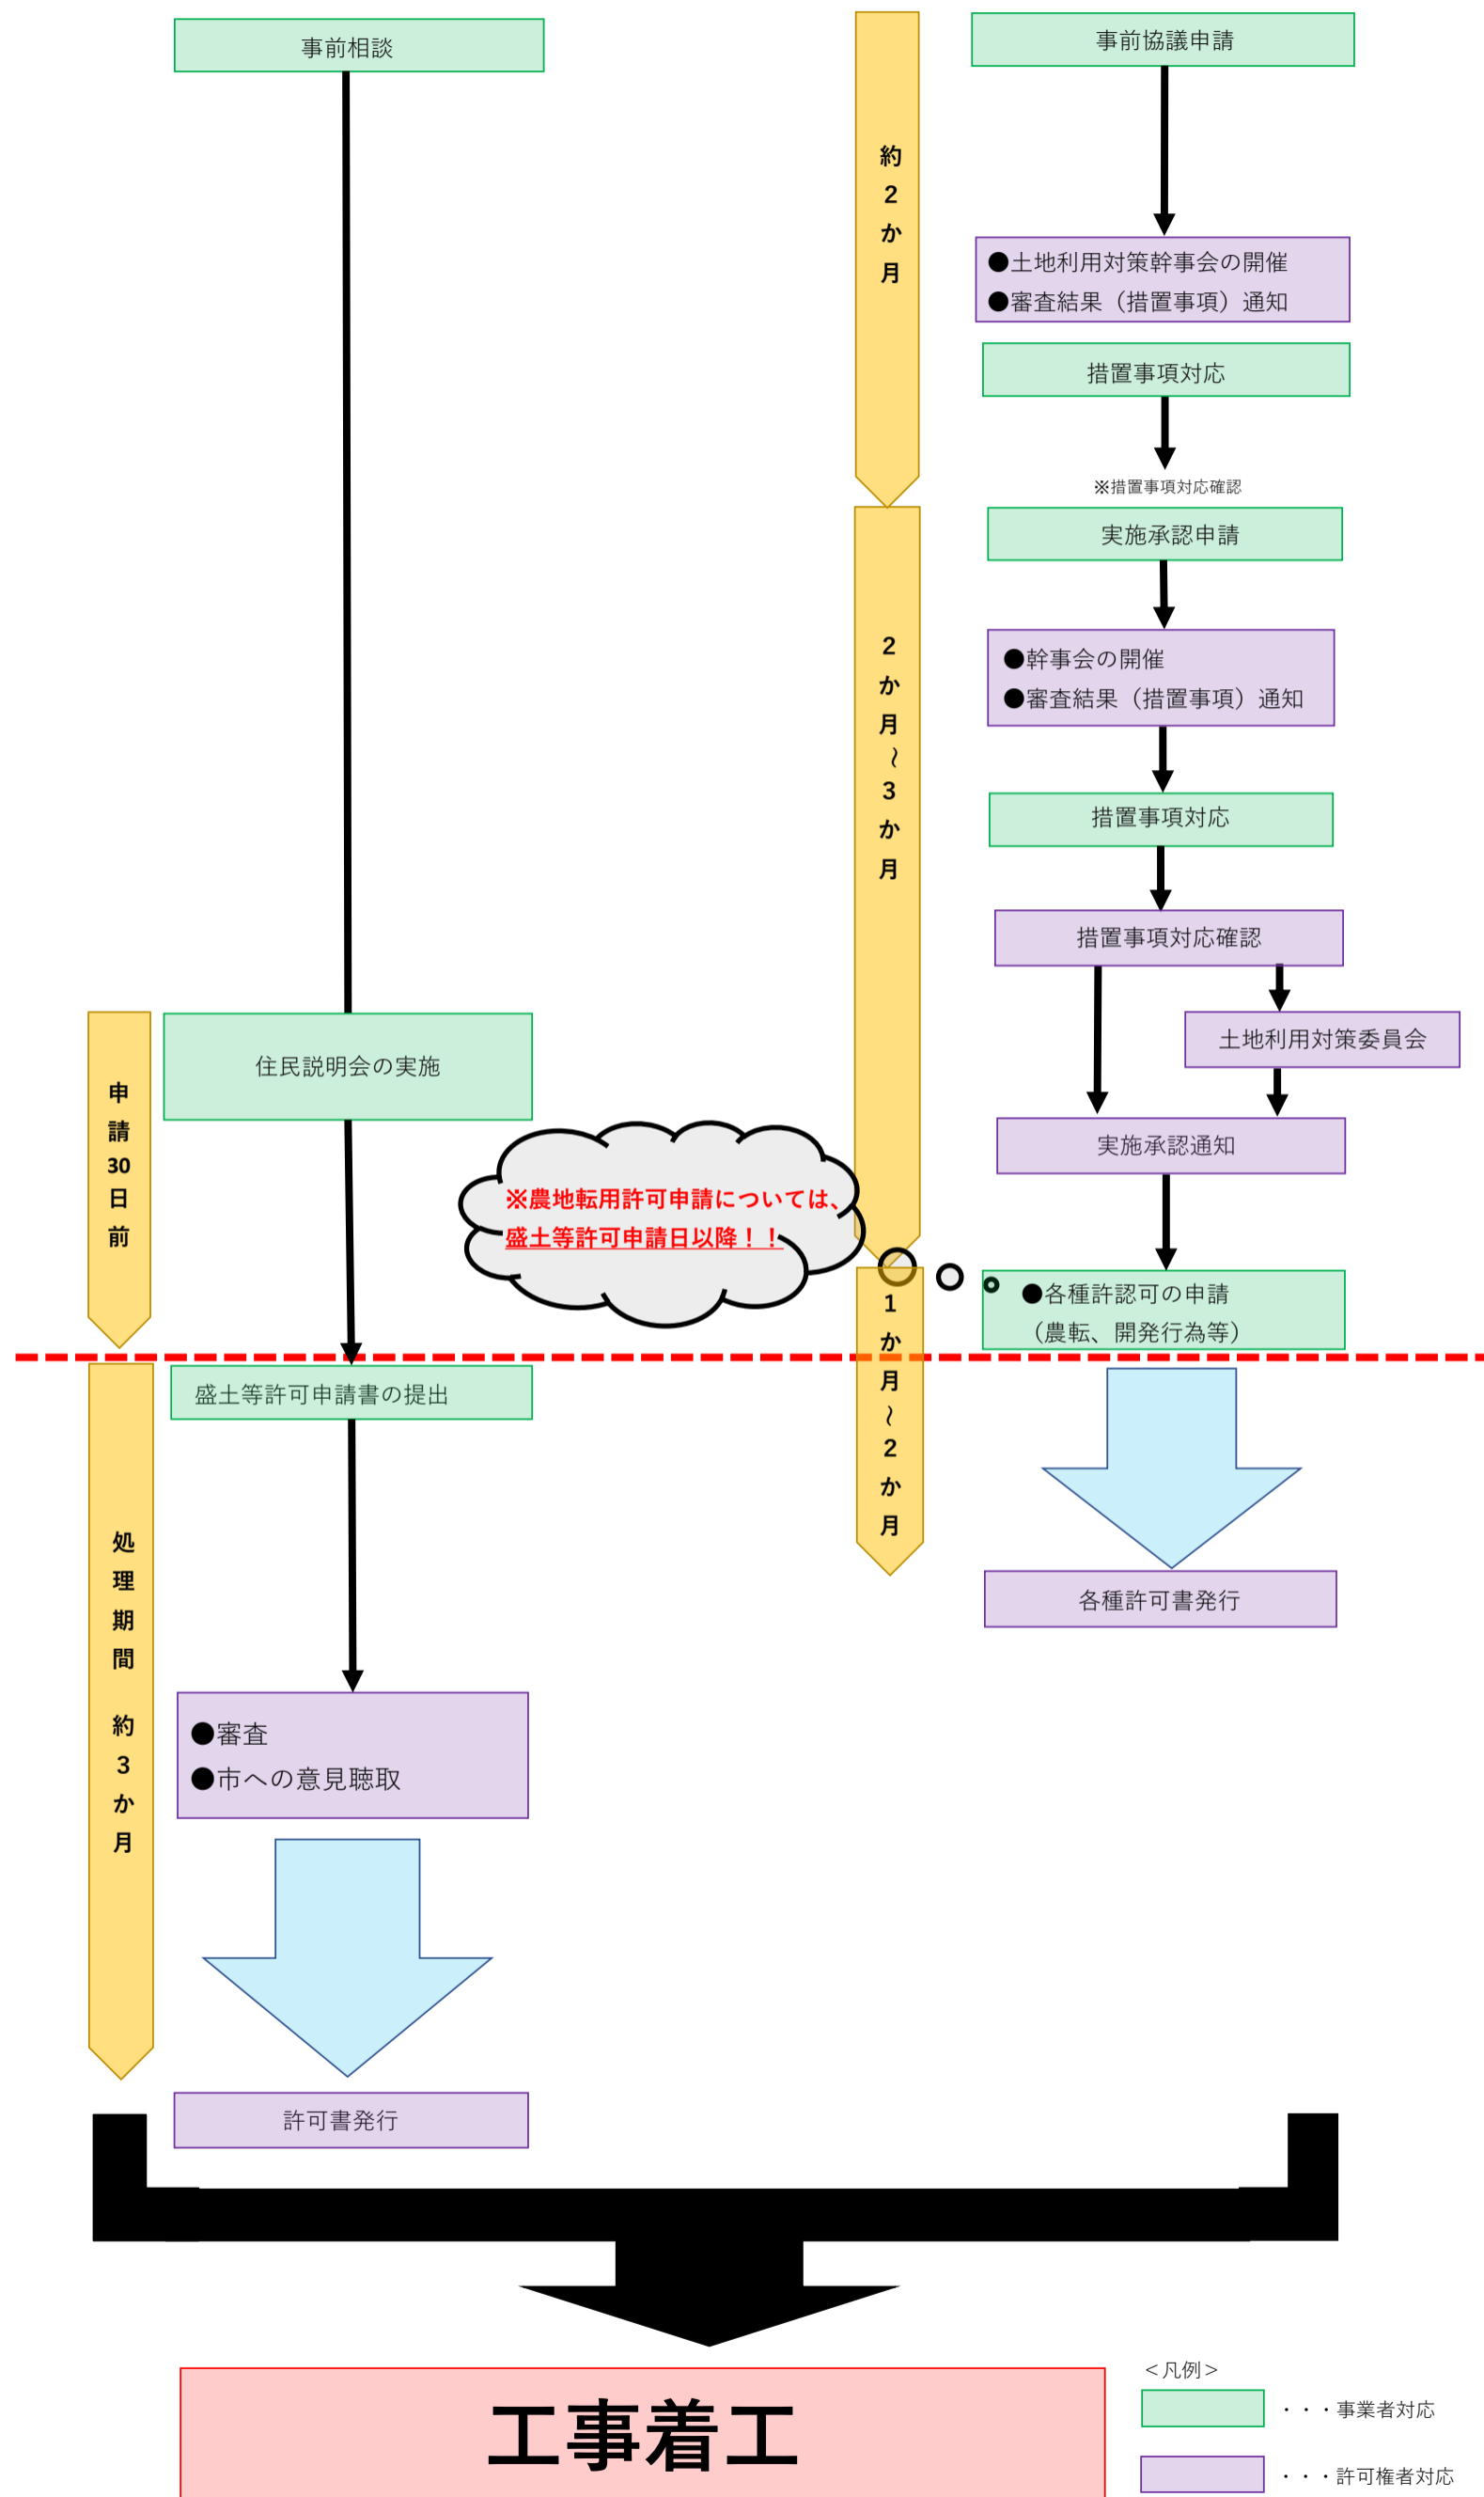 事前相談
申
請
30
日
前
住民説明会の実施
※農地転用許可申請については、
盛土等許可申請日以降！！
盛土等許可申請書の提出
処
理
期
間
約
3
か
月
●審査
●市への意見聴取
許可書発行
約
2
か
月
2
か
月
～
3
か
月
1
か
月
～
2
か
月
事前協議申請
●土地利用対策幹事会の開催
●審査結果（措置事項）通知
措置事項対応
※措置事項対応確認
実施承認申請
●幹事会の開催
●審査結果（措置事項）通知
措置事項対応
措置事項対応確認
土地利用対策委員会
実施承認通知
●各種許認可の申請
（農転、開発行為等）
各種許可書発行
工事着工
＜凡例＞
・・・事業者対応
・・・許可権者対応